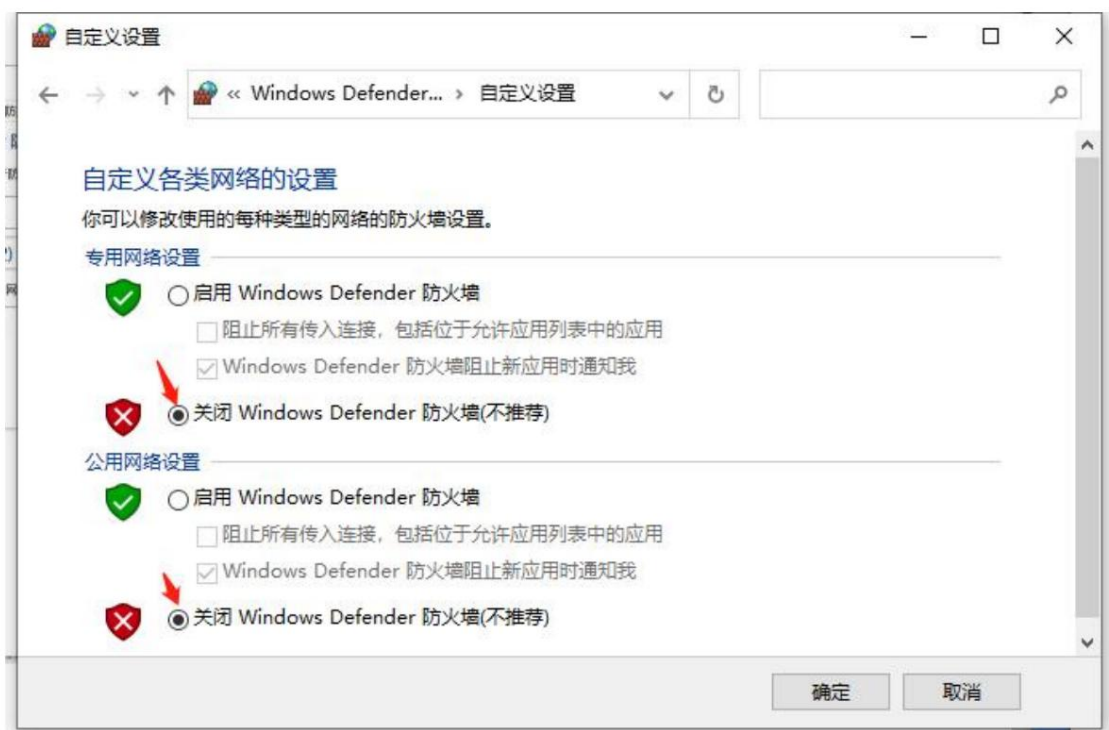 自定义设置
« Windows Defender... › 自定义设置
自定义各类网络的设置
你可以修改使用的每种类型的网络的防火墙设置。
专用网络设置
启用 Windows Defender 防火墙
阻止所有传入连接，包括位于允许应用列表中的应用
Windows Defender 防火墙阻止新应用时通知我
关闭 Windows Defender 防火墙(不推荐)
公用网络设置
启用 Windows Defender 防火墙
阻止所有传入连接，包括位于允许应用列表中的应用
Windows Defender 防火墙阻止新应用时通知我
关闭 Windows Defender 防火墙(不推荐)
确定 取消